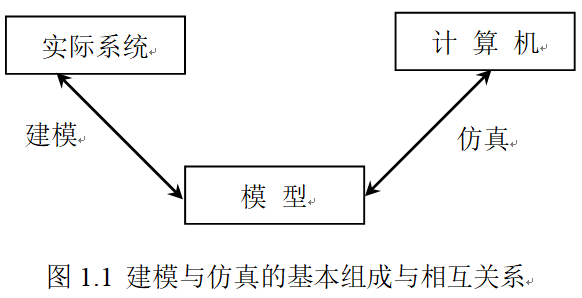 实际系统
计 算 机
建模
仿真
模 型
图 1.1 建模与仿真的基本组成与相互关系